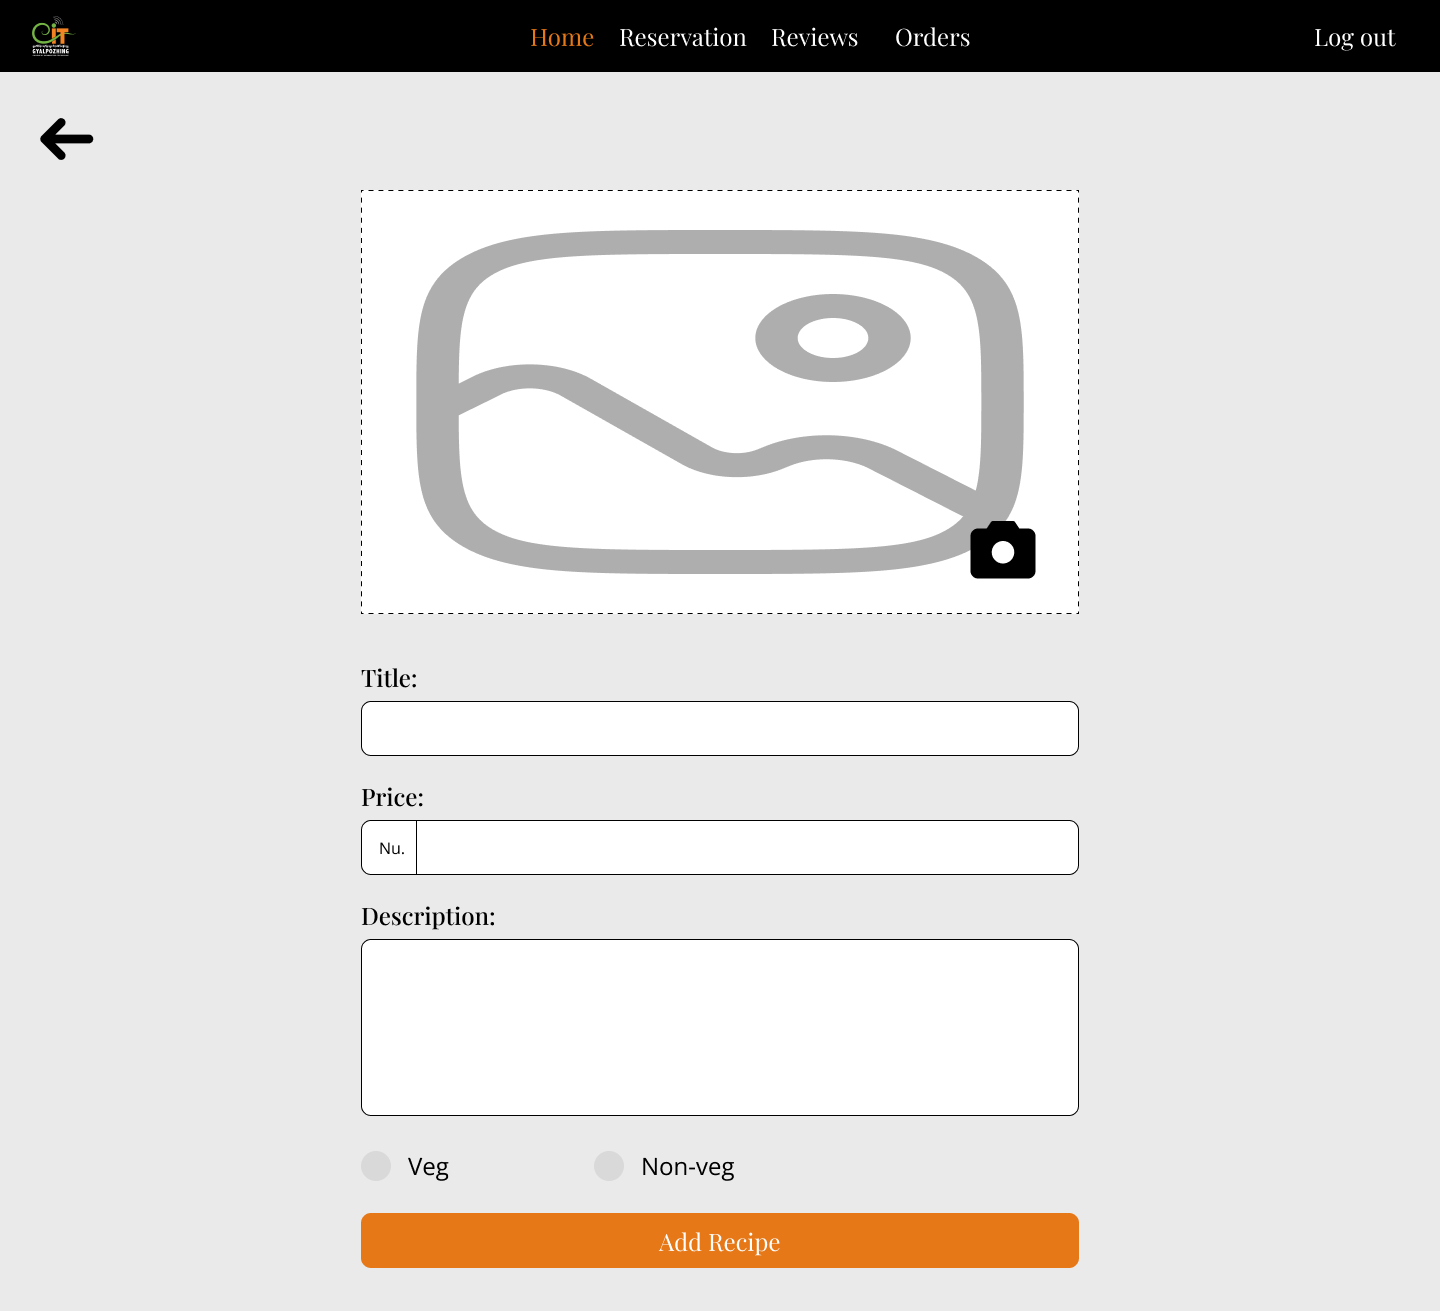 CiT
GYALPOZHING
Home Reservation Reviews Orders Log out
Title:
Price:
Nu.
Description:
Veg Non-veg
Add Recipe